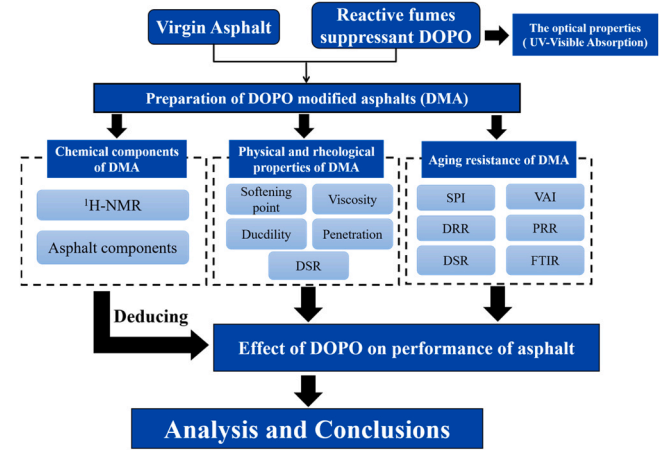 Virgin Asphalt
Reactive fumes
suppressant DOPO
The optical properties
( UV-Visible Absorption)
Preparation of DOPO modified asphalts (DMA)
Chemical components
of DMA
¹H-NMR
Asphalt components
Physical and rheological
properties of DMA
Softening
point
Viscosity
Ducdility
Penetration
DSR
Aging resistance of DMA
SPI
VAI
DRR
PRR
DSR
FTIR
Deducing
Effect of DOPO on performance of asphalt
Analysis and Conclusions